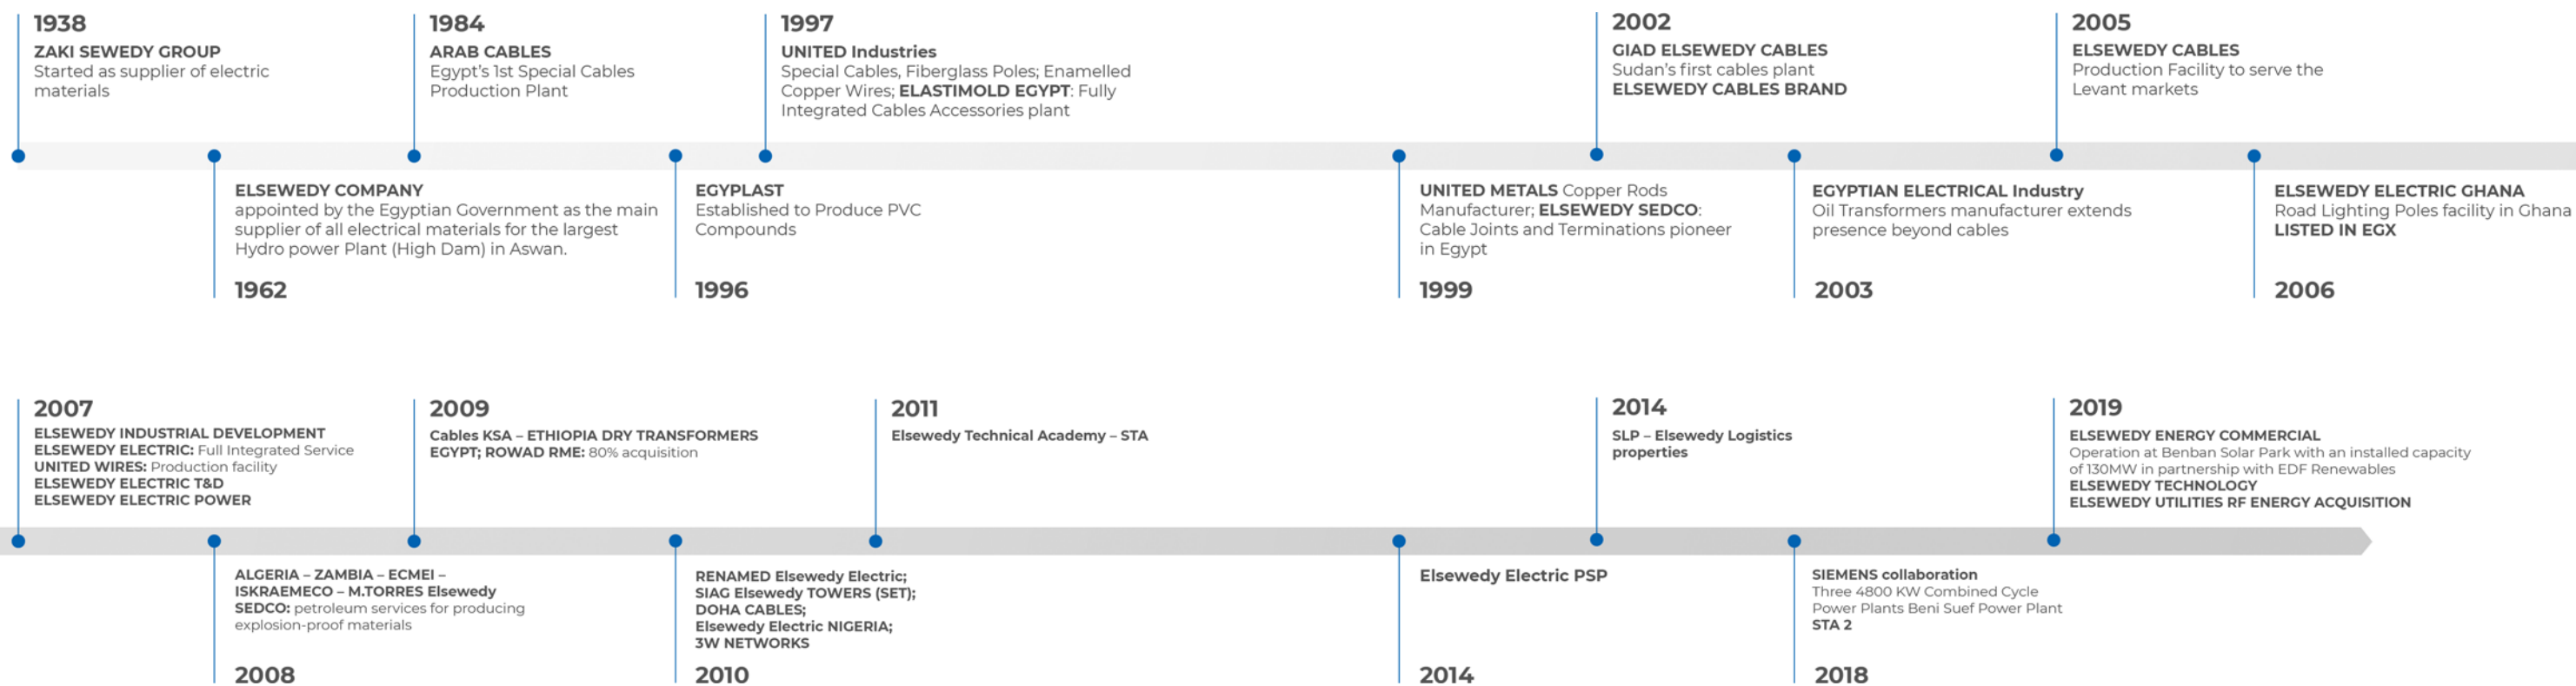 1938
ZAKI SEWEDY GROUP
Started as supplier of electric
materials
ELSEWEDY COMPANY
appointed by the Egyptian Government as the main
supplier of all electrical materials for the largest
Hydro power Plant (High Dam) in Aswan.
1962
1984
ARAB CABLES
Egypt's 1st Special Cables
Production Plant
EGYPLAST
Established to Produce PVC
Compounds
1996
1997
UNITED Industries
Special Cables, Fiberglass Poles; Enamelled
Copper Wires; ELASTIMOLD EGYPT: Fully
Integrated Cables Accessories plant
UNITED METALS Copper Rods
Manufacturer; ELSEWEDY SEDCO:
Cable Joints and Terminations pioneer
in Egypt
1999
2002
GIAD ELSEWEDY CABLES
Sudan's first cables plant
ELSEWEDY CABLES BRAND
EGYPTIAN ELECTRICAL Industry
Oil Transformers manufacturer extends
presence beyond cables
2003
2005
ELSEWEDY CABLES
Production Facility to serve the
Levant markets
ELSEWEDY ELECTRIC GHANA
Road Lighting Poles facility in Ghana
LISTED IN EGX
2006
2007
ELSEWEDY INDUSTRIAL DEVELOPMENT
ELSEWEDY ELECTRIC: Full Integrated Service
UNITED WIRES: Production facility
ELSEWEDY ELECTRIC T&D
ELSEWEDY ELECTRIC POWER
ALGERIA – ZAMBIA – ECMEI –
ISKRAEMECO – M.TORRES Elsewedy
SEDCO: petroleum services for producing
explosion-proof materials
2008
2009
Cables KSA – ETHIOPIA DRY TRANSFORMERS
EGYPT; ROWAD RME: 80% acquisition
RENAMED Elsewedy Electric;
SIAG Elsewedy TOWERS (SET);
DOHA CABLES;
Elsewedy Electric NIGERIA;
3W NETWORKS
2010
2011
Elsewedy Technical Academy – STA
Elsewedy Electric PSP
2014
2014
SLP – Elsewedy Logistics
properties
SIEMENS collaboration
Three 4800 KW Combined Cycle
Power Plants Beni Suef Power Plant
STA 2
2018
2019
ELSEWEDY ENERGY COMMERCIAL
Operation at Benban Solar Park with an installed capacity
of 130MW in partnership with EDF Renewables
ELSEWEDY TECHNOLOGY
ELSEWEDY UTILITIES RF ENERGY ACQUISITION